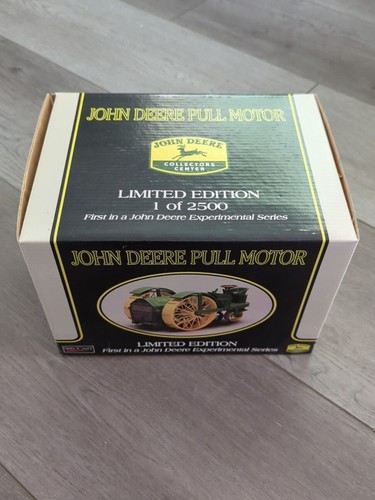 JOHN DEERE PULL MOTOR
JOHN DEERE
COLLECTORS
CENTER
LIMITED EDITION
1 of 2500
First in a John Deere Experimental Series
JOHN DEERE PULL MOTOR
LIMITED EDITION
First in a John Deere Experimental Series